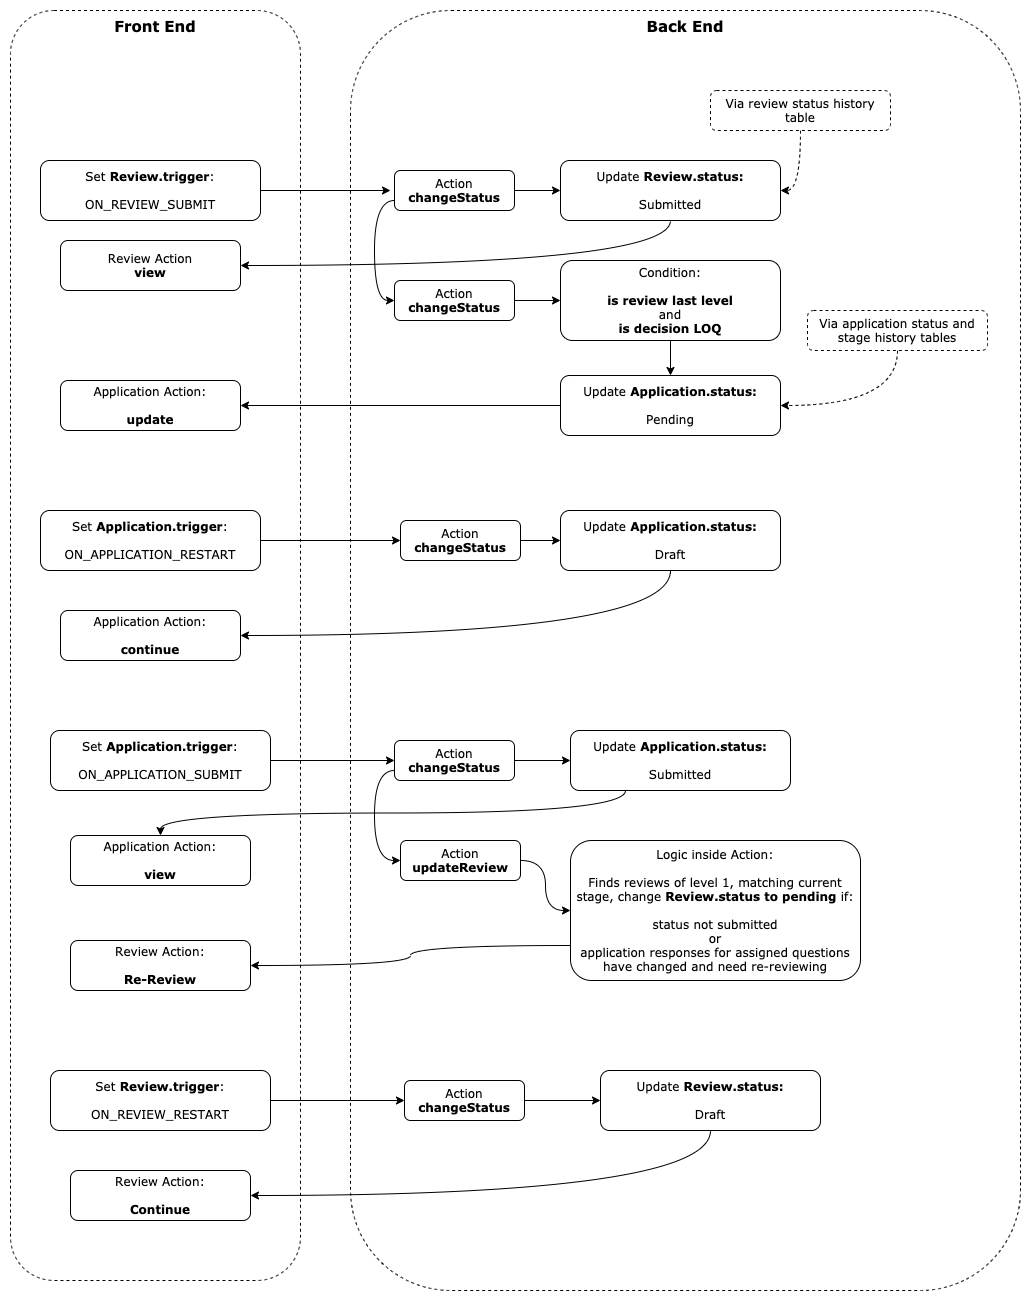 Front End
Back End
Via review status history
table
Set Review.trigger:
ON_REVIEW_SUBMIT
Action
changeStatus
Update Review.status:
Submitted
Review Action
view
Action
changeStatus
Condition:
is review last level
and
is decision LOQ
Via application status and
stage history tables
Application Action:
update
Update Application.status:
Pending
Set Application.trigger:
ON_APPLICATION_RESTART
Action
changeStatus
Update Application.status:
Draft
Application Action:
continue
Set Application.trigger:
ON_APPLICATION_SUBMIT
Action
changeStatus
Update Application.status:
Submitted
Application Action:
view
Action
updateReview
Logic inside Action:
Finds reviews of level 1, matching current
stage, change Review.status to pending if:
status not submitted
or
application responses for assigned questions
have changed and need re-reviewing
Review Action:
Re-Review
Set Review.trigger:
ON_REVIEW_RESTART
Action
changeStatus
Update Review.status:
Draft
Review Action:
Continue